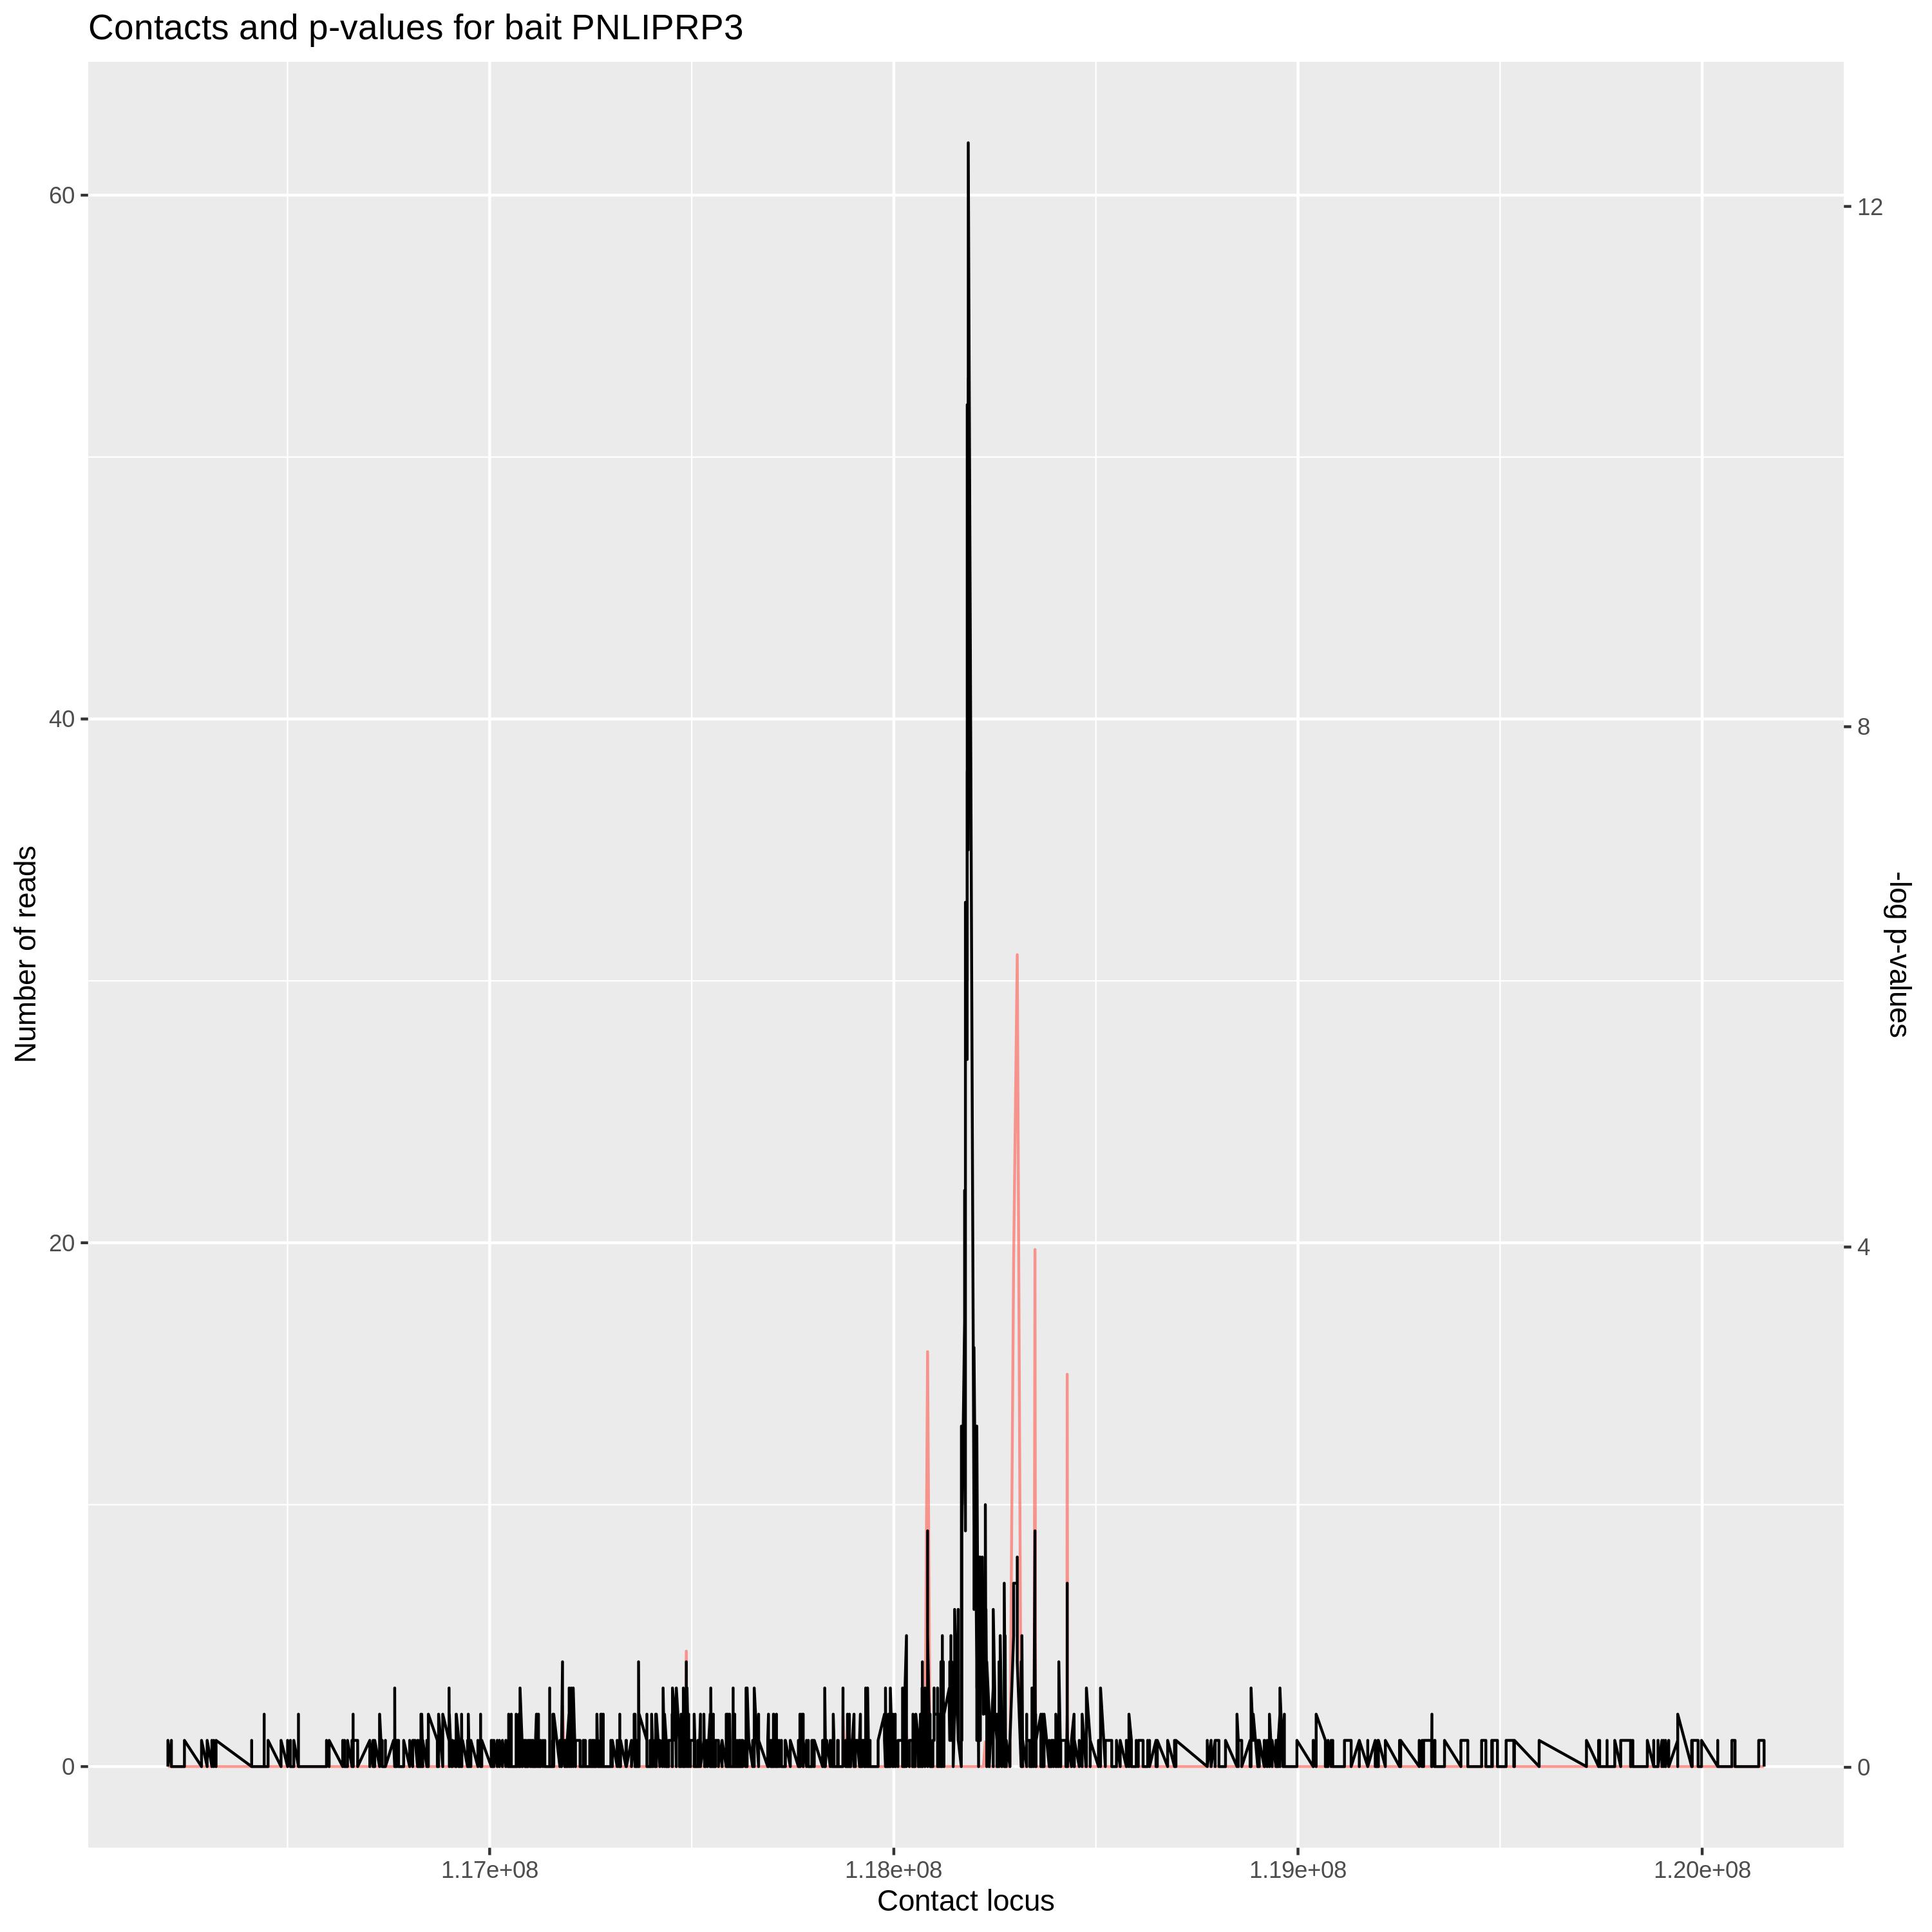 Contacts and p-values for bait PNLIPRP3
60
40
20
0
12
8
4
0
Number of reads
-log p-values
1.17e+08
1.18e+08
1.19e+08
1.20e+08
Contact locus